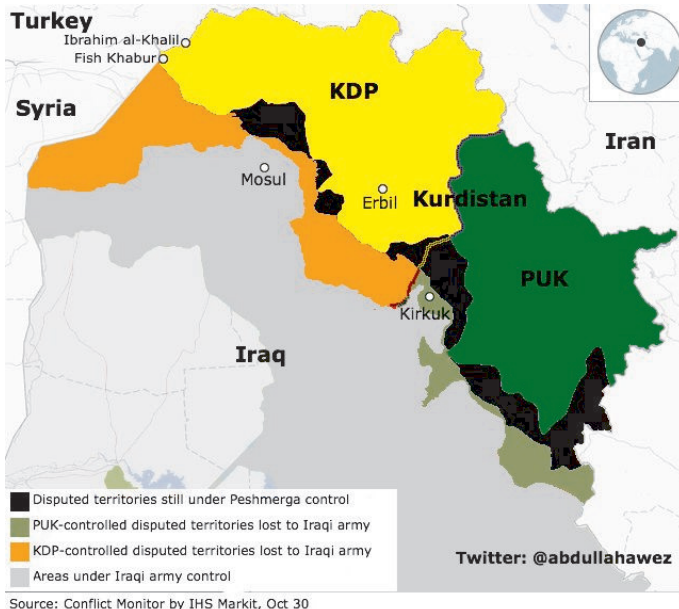 Turkey
Ibrahim al-Khalil
Fish Khabur
KDP
Syria
Iran
Mosul
Erbil
Kurdistan
PUK
Kirkuk
Iraq
Disputed territories still under Peshmerga control
PUK-controlled disputed territories lost to Iraqi army
KDP-controlled disputed territories lost to Iraqi army
Areas under Iraqi army control
Twitter: @abdullahawez
Source: Conflict Monitor by IHS Markit, Oct 30